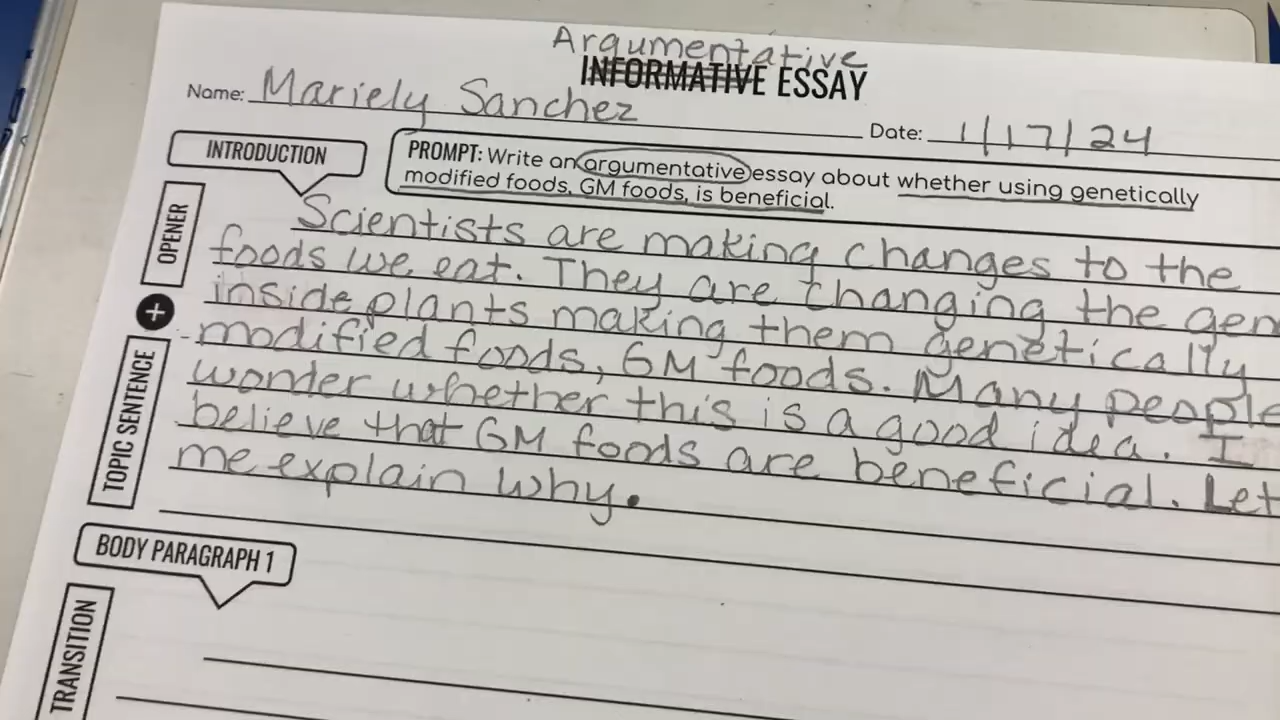 Argumentative
INFORMATIVE ESSAY
Name: Mariely Sanchez Date: 1/17/24
INTRODUCTION
PROMPT: Write an argumentative essay about whether using genetically
modified foods, GM foods, is beneficial.
OPENER
+
TOPIC SENTENCE
Scientists are making changes to the
foods we eat. They are changing the gen
inside plants making them genetically
modified foods, GM foods. Many people
wonder whether this is a good idea. I
believe that GM foods are beneficial. Let
me explain why.
BODY PARAGRAPH 1
TRANSITION